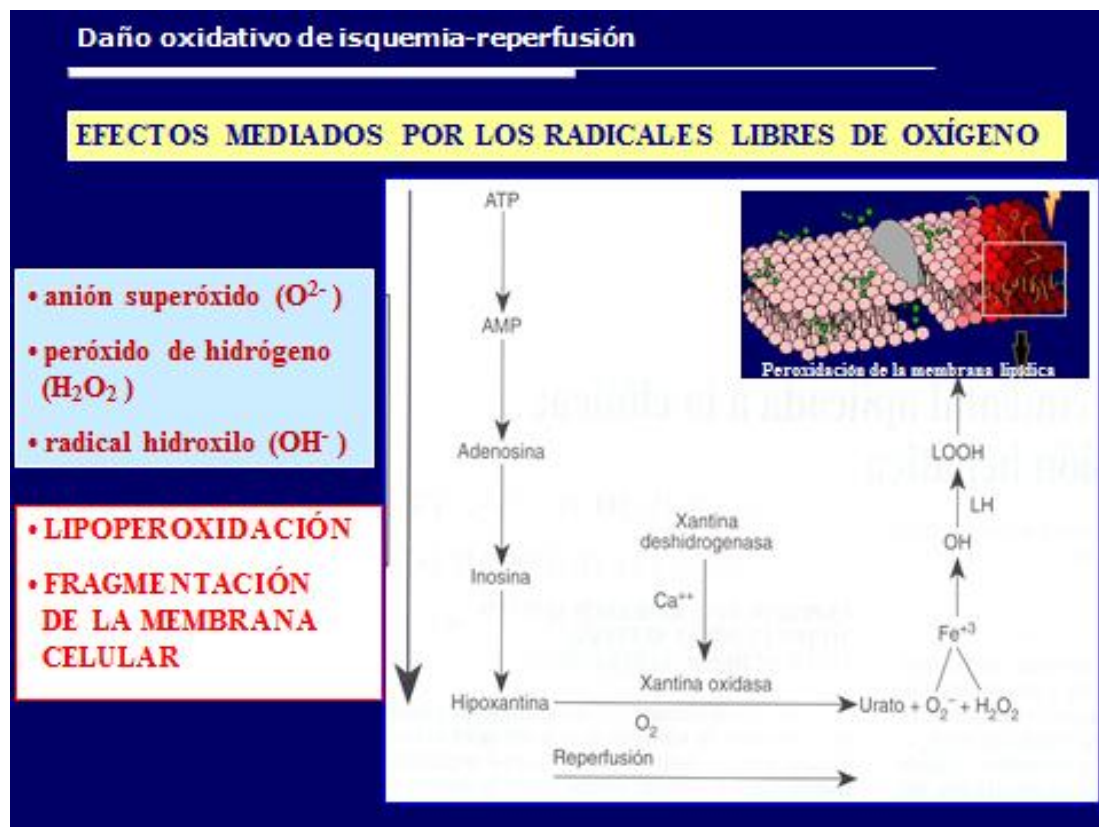 Daño oxidativo de isquemia-reperfusión
EFECTOS MEDIADOS POR LOS RADICALES LIBRES DE OXÍGENO
• anión superóxido (O²⁻ )
• peróxido de hidrógeno
(H₂O₂ )
• radical hidroxilo (OH⁻ )
• LIPOPEROXIDACIÓN
• FRAGMENTACIÓN
DE LA MEMBRANA
CELULAR
ATP
AMP
Adenosina
Inosina
Hipoxantina
Xantina
deshidrogenasa
Ca⁺⁺
Xantina oxidasa
O₂
Reperfusión
Peroxidación de la membrana lipídica
LOOH
LH
OH
Fe⁺³
Urato + O₂⁻ + H₂O₂